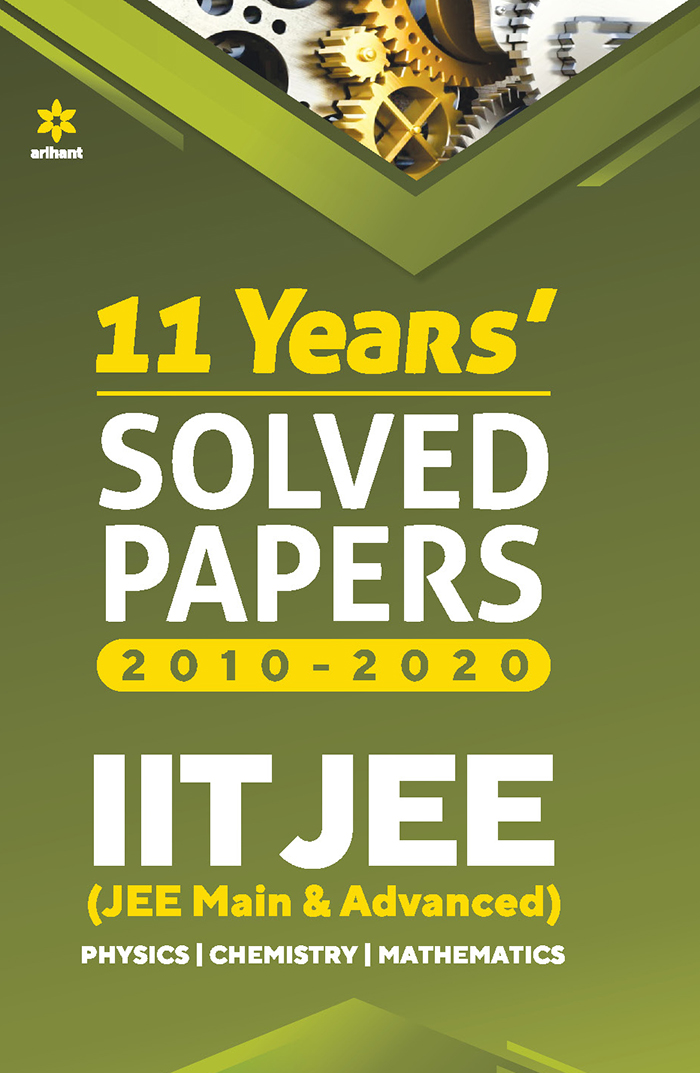 arihant
11 Years'
SOLVED
PAPERS
2010-2020
IIT JEE
(JEE Main & Advanced)
PHYSICS | CHEMISTRY | MATHEMATICS